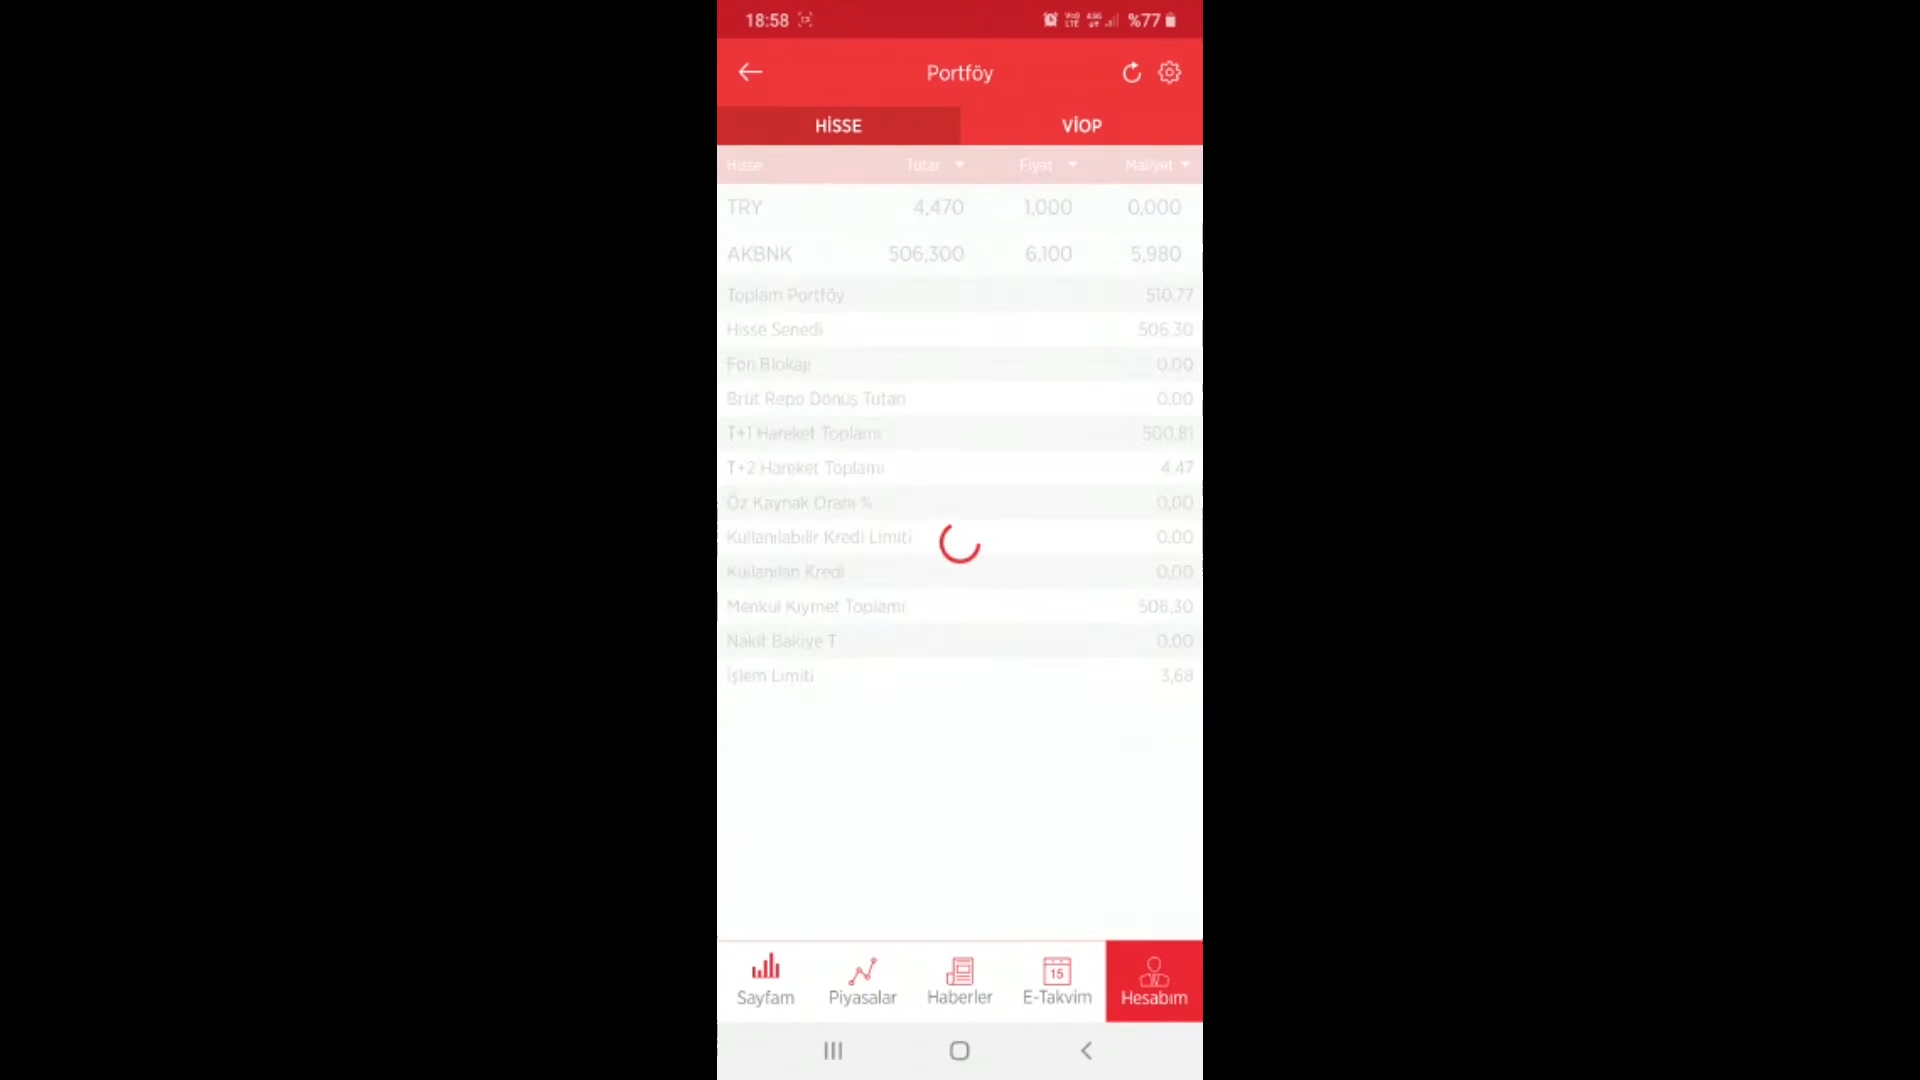 18:58 %77
Portföy
HİSSE VİOP
Hisse Tutar Fiyat Maliyet
TRY 4,470 1,000 0,000
AKBNK 506,300 6,100 5,980
Toplam Portföy 510,77
Hisse Senedi 506,30
Fon Blokajı 0,00
Brüt Repo Dönüş Tutarı 0,00
T+1 Hareket Toplamı 500,81
T+2 Hareket Toplamı 4,47
Öz Kaynak Oranı % 0,00
Kullanılabilir Kredi Limiti 0,00
Kullanılan Kredi 0,00
Menkul Kıymet Toplamı 506,30
Nakit Bakiye T 0,00
İşlem Limiti 3,68
15
Sayfam Piyasalar Haberler E-Takvim Hesabım